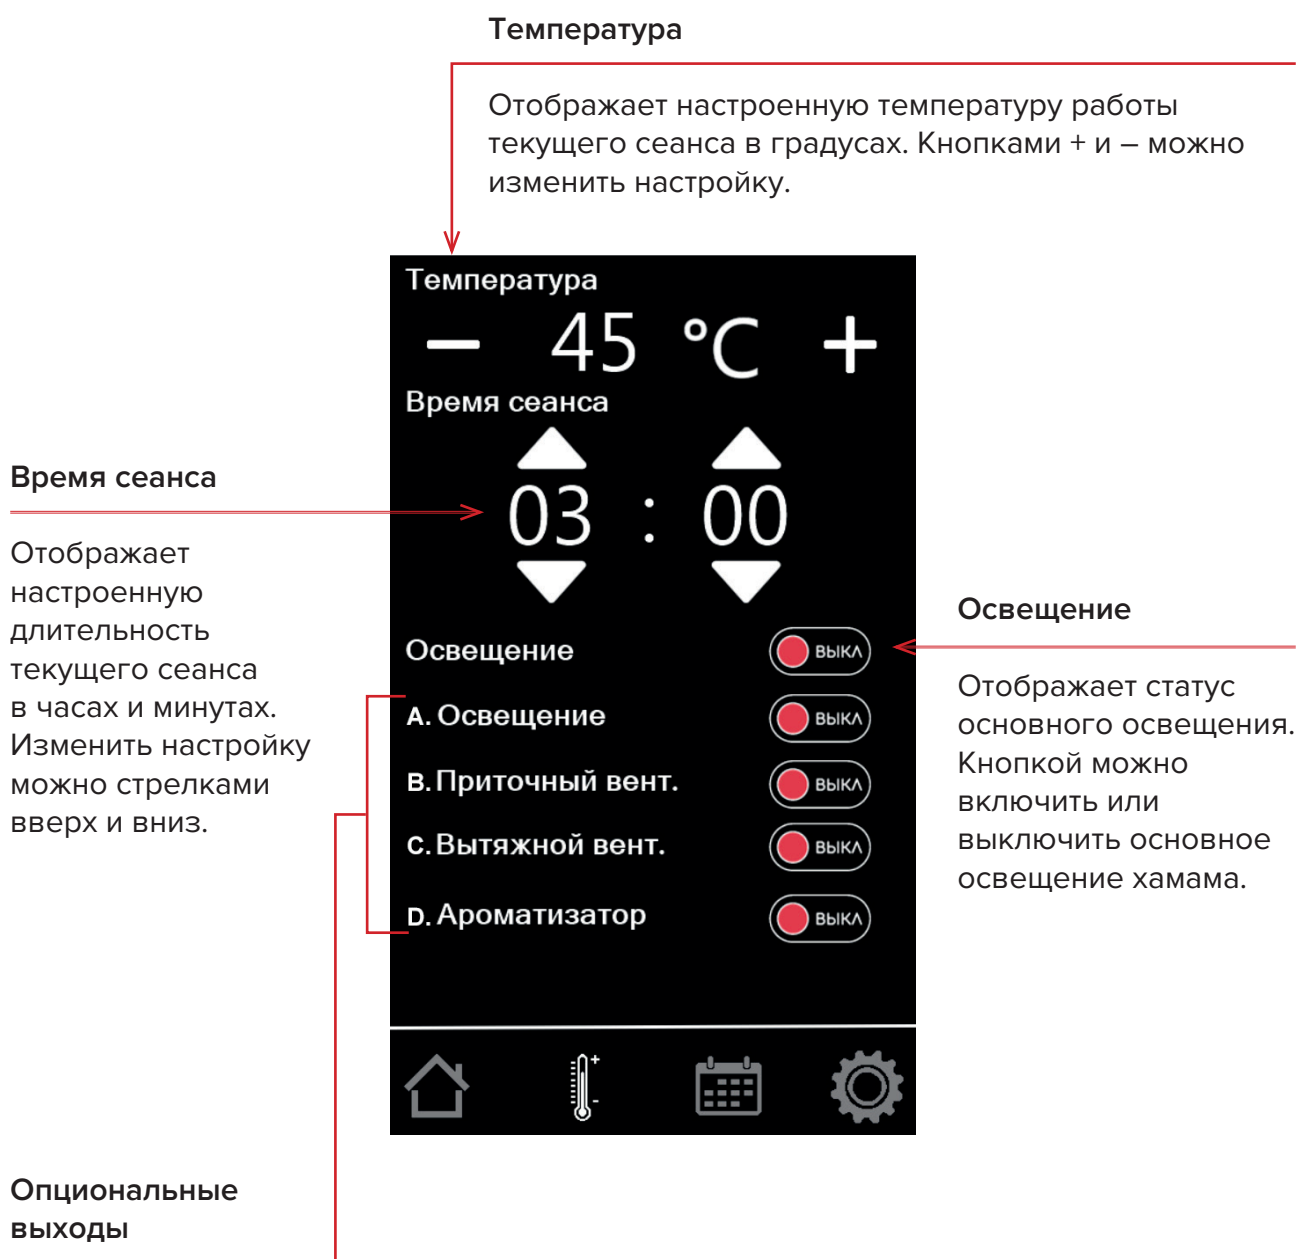 Температура
Отображает настроенную температуру работы
текущего сеанса в градусах. Кнопками + и – можно
изменить настройку.
Температура
– 45 °C +
Время сеанса
03 : 00
Освещение ВЫКЛ
A. Освещение ВЫКЛ
B. Приточный вент. ВЫКЛ
C. Вытяжной вент. ВЫКЛ
D. Ароматизатор ВЫКЛ
Время сеанса
Отображает
настроенную
длительность
текущего сеанса
в часах и минутах.
Изменить настройку
можно стрелками
вверх и вниз.
Освещение
Отображает статус
основного освещения.
Кнопкой можно
включить или
выключить основное
освещение хамама.
Опциональные
выходы